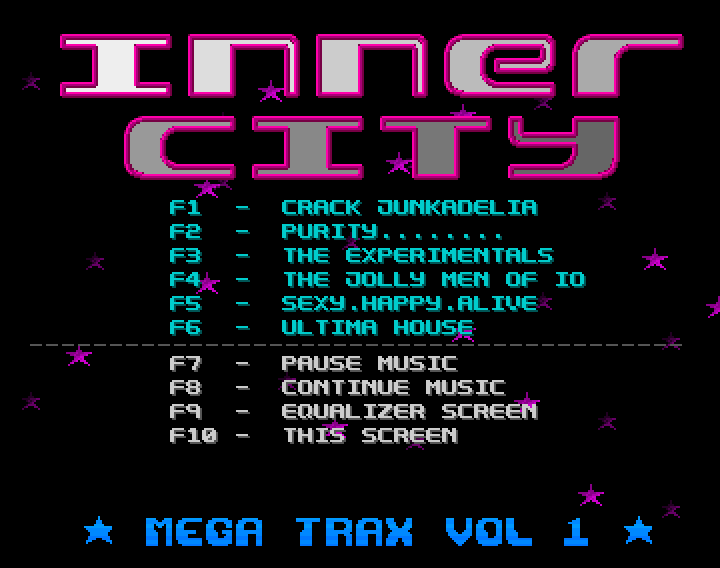 Inner
City
F1 - CRACK JUNKADELIA
F2 - PURITY........
F3 - THE EXPERIMENTALS
F4 - THE JOLLY MEN OF IO
F5 - SEXY.HAPPY.ALIVE
F6 - ULTIMA HOUSE
F7 - PAUSE MUSIC
F8 - CONTINUE MUSIC
F9 - EQUALIZER SCREEN
F10 - THIS SCREEN
★ MEGA TRAX VOL 1 ★